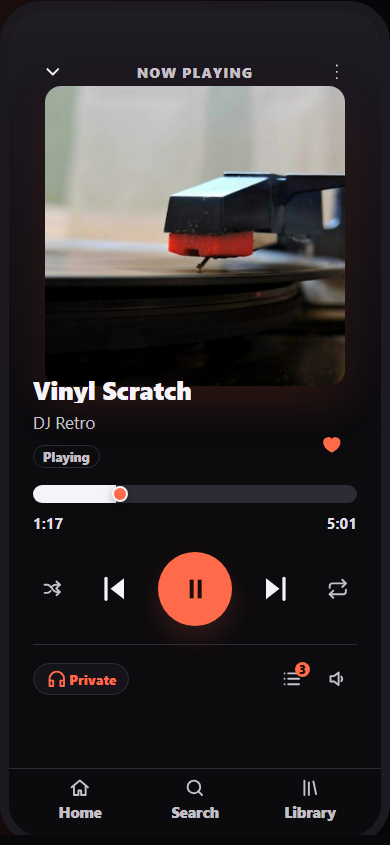 NOW PLAYING
Vinyl Scratch
DJ Retro
Playing
1:17 5:01
Private 3
Home Search Library